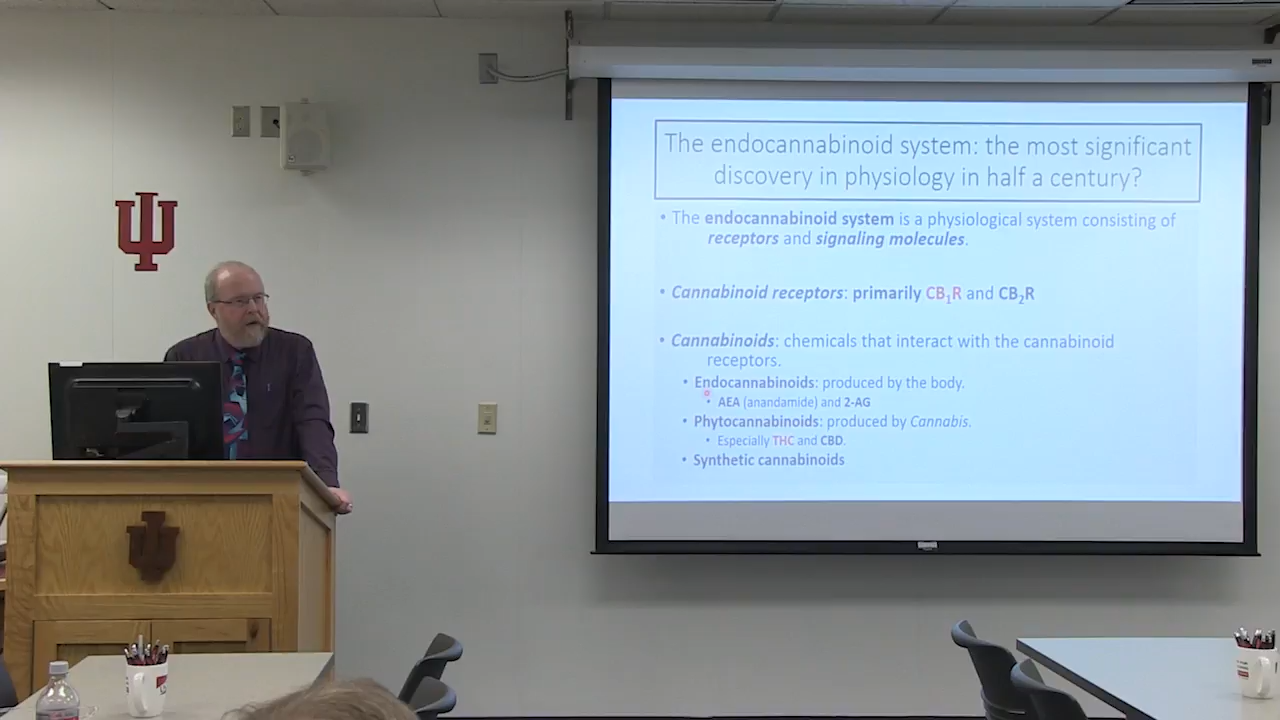 The endocannabinoid system: the most significant
discovery in physiology in half a century?
• The endocannabinoid system is a physiological system consisting of
receptors and signaling molecules.
• Cannabinoid receptors: primarily CB₁R and CB₂R
• Cannabinoids: chemicals that interact with the cannabinoid
receptors.
• Endocannabinoids: produced by the body.
• AEA (anandamide) and 2-AG
• Phytocannabinoids: produced by Cannabis.
• Especially THC and CBD.
• Synthetic cannabinoids